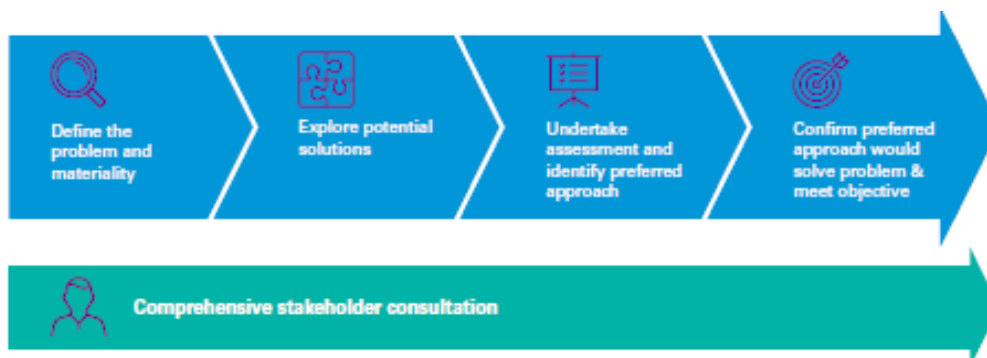 Define the
problem and
materiality
Explore potential
solutions
Undertake
assessment and
identify preferred
approach
Confirm preferred
approach would
solve problem &
meet objective
Comprehensive stakeholder consultation